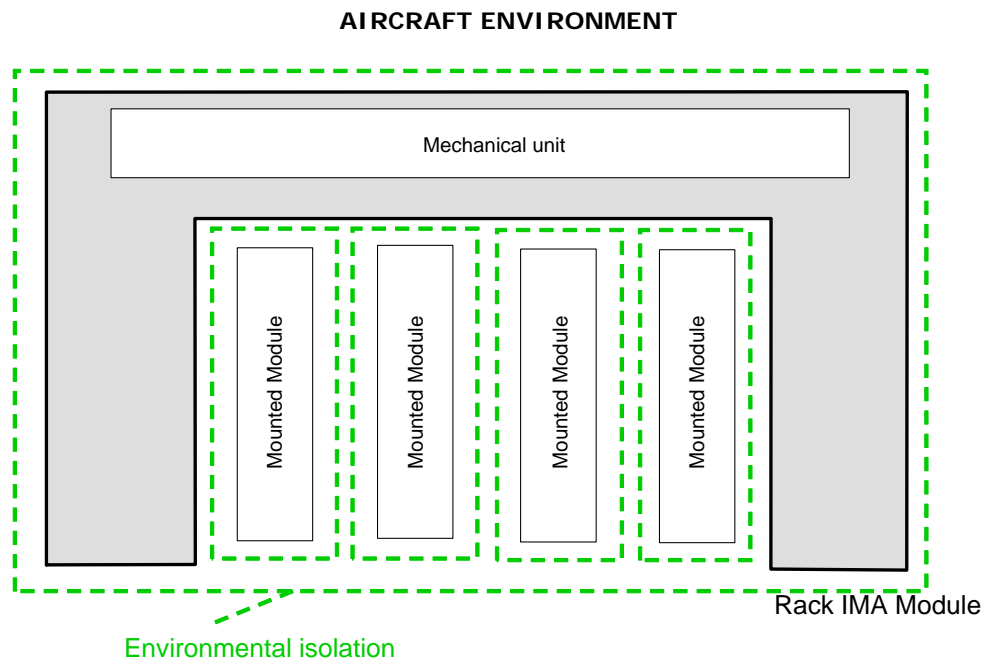 AIRCRAFT ENVIRONMENT
Mechanical unit
Mounted Module
Mounted Module
Mounted Module
Mounted Module
Rack IMA Module
Environmental isolation